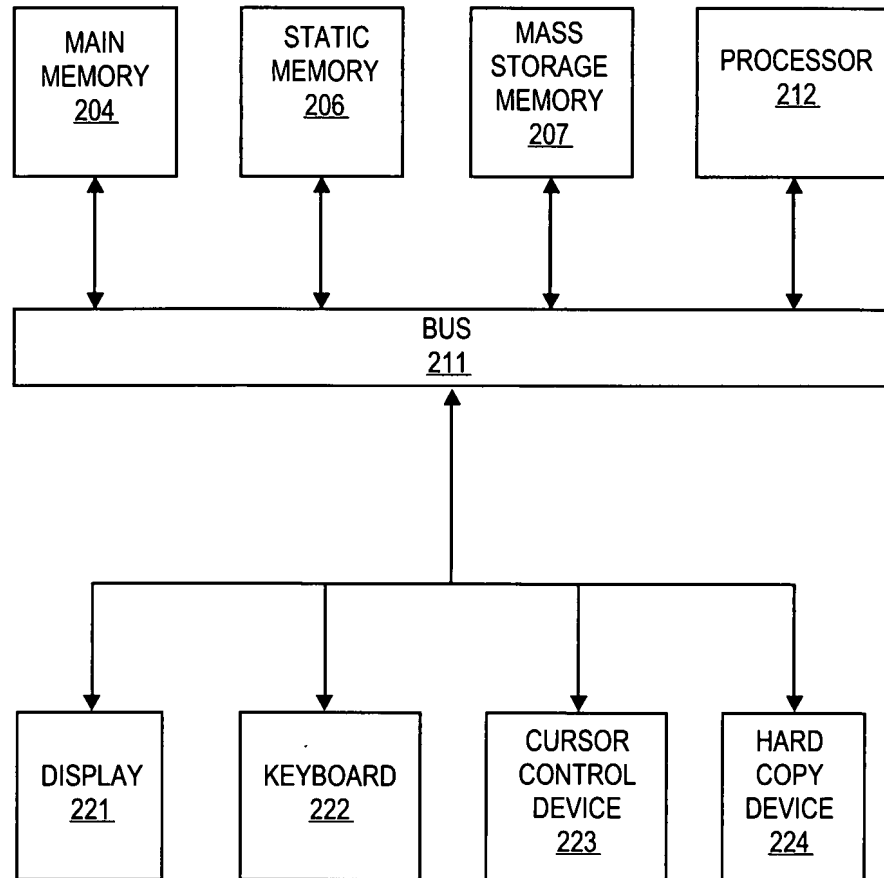 MAIN
MEMORY
204
STATIC
MEMORY
206
MASS
STORAGE
MEMORY
207
PROCESSOR
212
BUS
211
DISPLAY
221
KEYBOARD
222
CURSOR
CONTROL
DEVICE
223
HARD
COPY
DEVICE
224